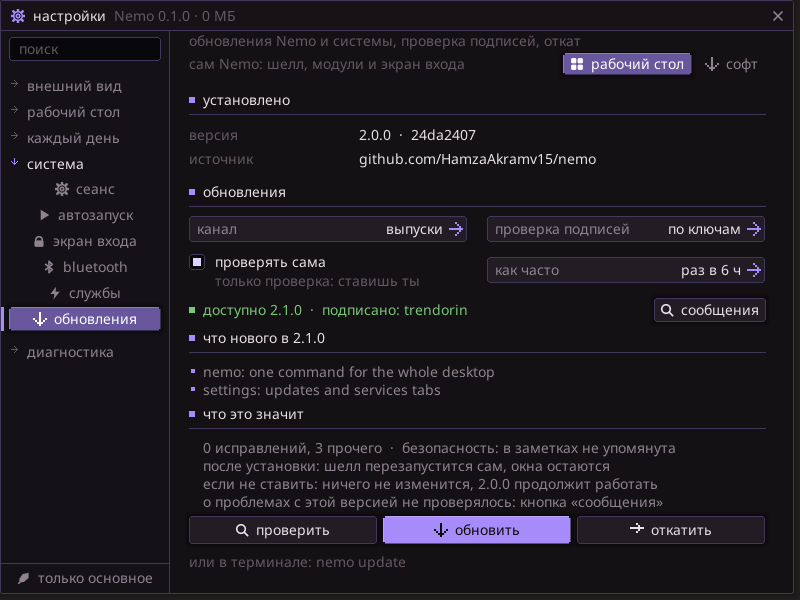 настройки Nemo 0.1.0 · 0 МБ
поиск
внешний вид
рабочий стол
каждый день
система
сеанс
автозапуск
экран входа
bluetooth
службы
обновления
диагностика
только основное
обновления Nemo и системы, проверка подписей, откат
сам Nemo: шелл, модули и экран входа
рабочий стол
софт
установлено
версия 2.0.0 · 24da2407
источник github.com/HamzaAkramv15/nemo
обновления
канал выпуски
проверка подписей по ключам
проверять сама
только проверка: ставишь ты
как часто раз в 6 ч
доступно 2.1.0 · подписано: trendorin
сообщения
что нового в 2.1.0
nemo: one command for the whole desktop
settings: updates and services tabs
что это значит
0 исправлений, 3 прочего · безопасность: в заметках не упомянута
после установки: шелл перезапустится сам, окна остаются
если не ставить: ничего не изменится, 2.0.0 продолжит работать
о проблемах с этой версией не проверялось: кнопка «сообщения»
проверить
обновить
откатить
или в терминале: nemo update